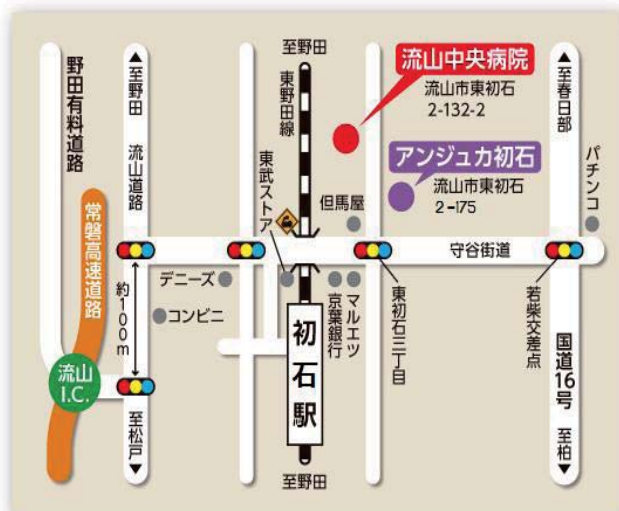 至野田
野田有料道路
▲至野田
流山道路
東野田線
流山中央病院
流山市東初石
2-132-2
▲至春日部
アンジュカ初石
流山市東初石
2-175
パチンコ
常磐高速道路
東武ストア
但馬屋
守谷街道
デニーズ
コンビニ
約100m
京葉銀行
マルエツ
東初石三丁目
若柴交差点
初石駅
流山
I.C.
国道16号
至松戸▼
至野田
至柏▼